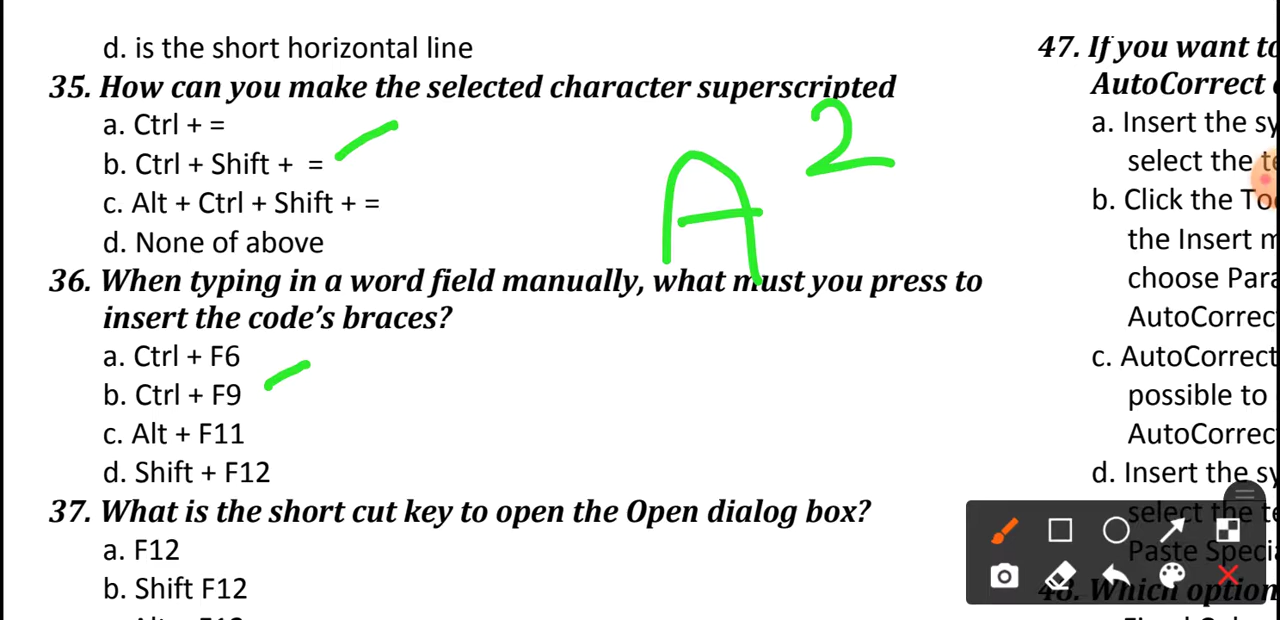 d. is the short horizontal line
35. How can you make the selected character superscripted
a. Ctrl + =
b. Ctrl + Shift + =
c. Alt + Ctrl + Shift + =
d. None of above
A 2
36. When typing in a word field manually, what must you press to
insert the code's braces?
a. Ctrl + F6
b. Ctrl + F9
c. Alt + F11
d. Shift + F12
37. What is the short cut key to open the Open dialog box?
a. F12
b. Shift F12
47. If you want to
AutoCorrect
a. Insert the sy
select the te
b. Click the To
the Insert m
choose Para
AutoCorrec
c. AutoCorrect
possible to
AutoCorrec
d. Insert the sy
select the te
Paste Specia
48. Which option